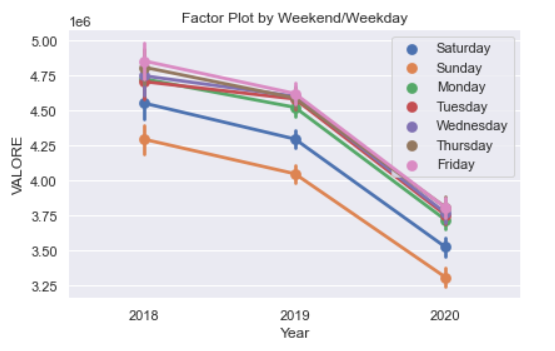 Factor Plot by Weekend/Weekday
1e6
5.00
4.75
4.50
4.25
4.00
3.75
3.50
3.25
VALORE
Saturday
Sunday
Monday
Tuesday
Wednesday
Thursday
Friday
2018 2019 2020
Year